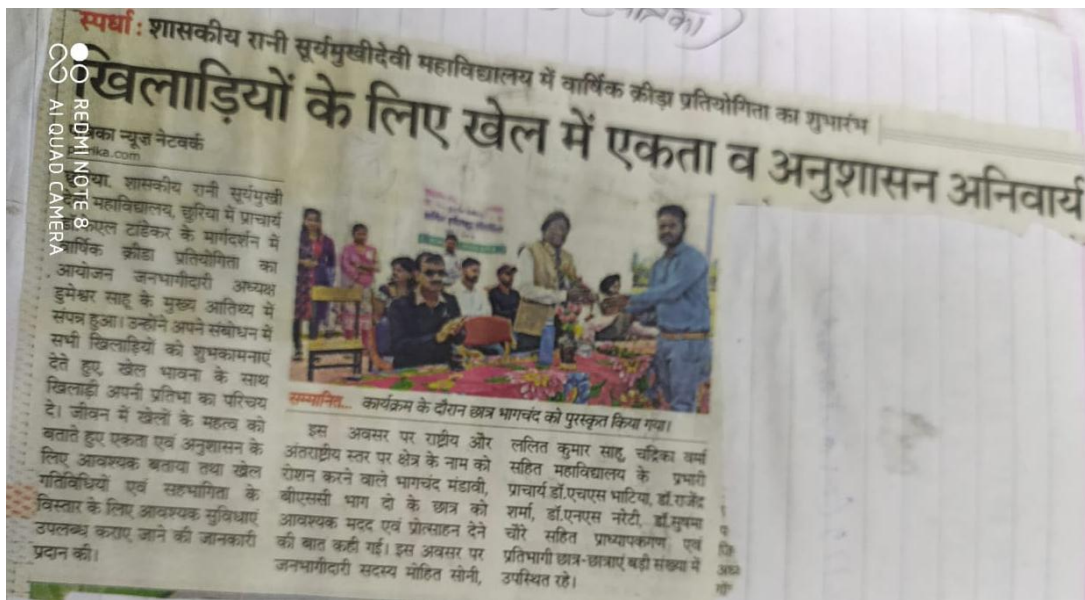 स्पर्धा : शासकीय रानी सूर्यमुखीदेवी महाविद्यालय में वार्षिक क्रीड़ा प्रतियोगिता का शुभारंभ
खिलाड़ियों के लिए खेल में एकता व अनुशासन अनिवार्य
न्यूज नेटवर्क
शासकीय रानी सूर्यमुखी
महाविद्यालय, छुरिया में प्राचार्य
टांडेकर के मार्गदर्शन में
वार्षिक क्रीडा प्रतियोगिता का
आयोजन जनभागीदारी अध्यक्ष
डुमेश्वर साहू के मुख्य आतिथ्य में
संपन्न हुआ। उन्होंने अपने संबोधन में
सभी खिलाड़ियों को शुभकामनाएं
देते हुए, खेल भावना के साथ
खिलाड़ी अपनी प्रतिभा का परिचय
दे। जीवन में खेलों के महत्व को
बताते हुए एकता एवं अनुशासन के
लिए आवश्यक बताया तथा खेल
गतिविधियों एवं सहभागिता के
विस्तार के लिए आवश्यक सुविधाएं
उपलब्ध कराए जाने की जानकारी
प्रदान की।
सम्मानित... कार्यक्रम के दौरान छात्र भागचंद को पुरस्कृत किया गया।
इस अवसर पर राष्ट्रीय और
अंतराष्ट्रीय स्तर पर क्षेत्र के नाम को
रोशन करने वाले भागचंद मंडावी,
बीएससी भाग दो के छात्र को
आवश्यक मदद एवं प्रोत्साहन देने
की बात कही गई। इस अवसर पर
जनभागीदारी सदस्य मोहित सोनी,
ललित कुमार साहू, चंद्रिका वर्मा
सहित महाविद्यालय के प्रभारी
प्राचार्य डॉ.एचएस भाटिया, डॉ.राजेंद्र
शर्मा, डॉ.एनएस नरेटी, डॉ.सुषमा
चौरे सहित प्राध्यापकगण एवं
प्रतिभागी छात्र-छात्राएं बड़ी संख्या में
उपस्थित रहे।
REDMI NOTE 8
AI QUAD CAMERA